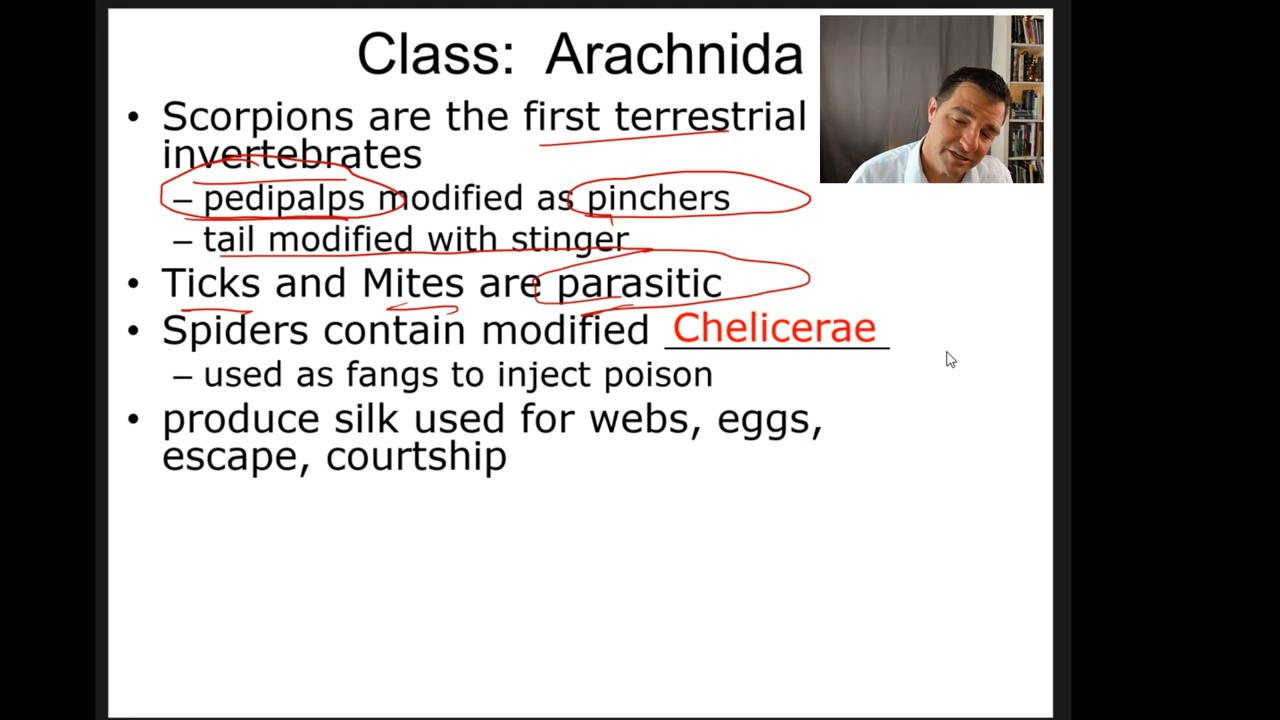 Class: Arachnida
• Scorpions are the first terrestrial
invertebrates
– pedipalps modified as pinchers
– tail modified with stinger
• Ticks and Mites are parasitic
• Spiders contain modified Chelicerae
– used as fangs to inject poison
• produce silk used for webs, eggs,
escape, courtship